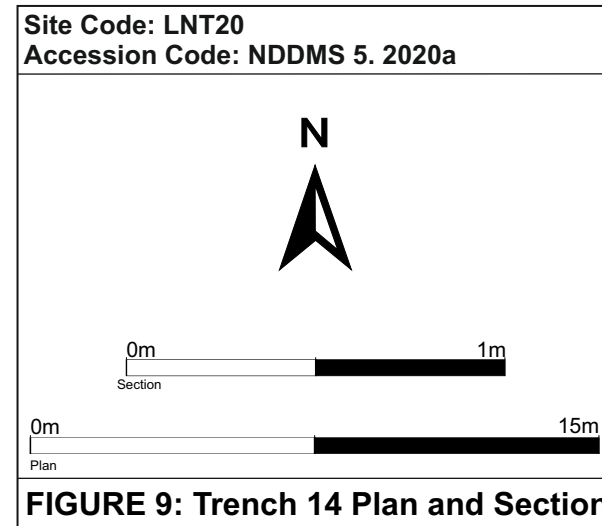 Site Code: LNT20
Accession Code: NDDMS 5. 2020a
N
0m 1m
Section
0m 15m
Plan
FIGURE 9: Trench 14 Plan and Section